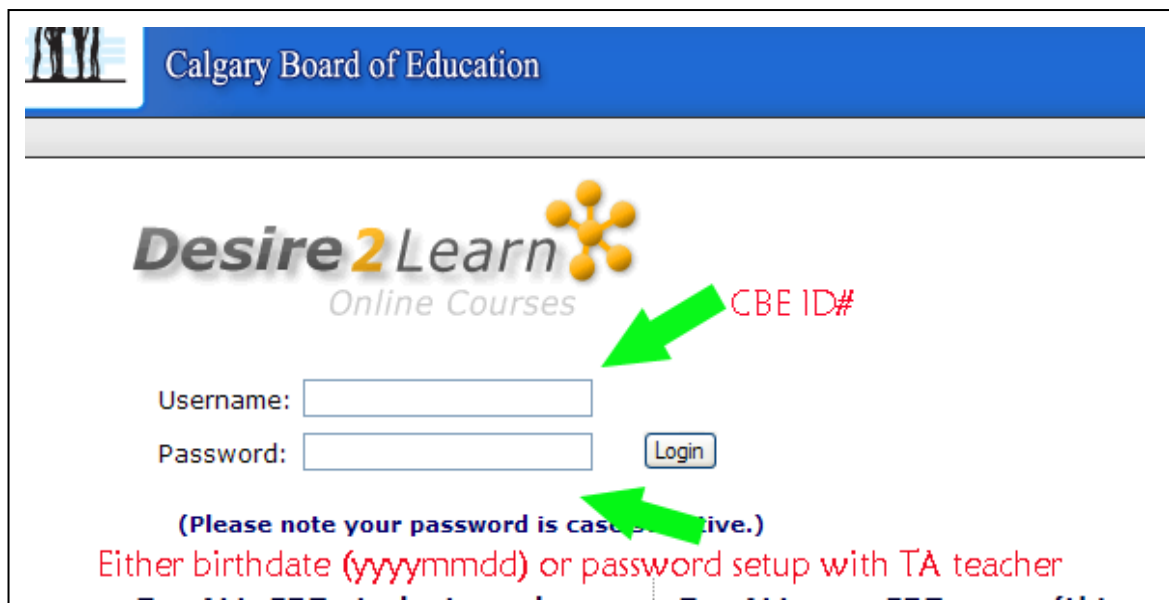 Calgary Board of Education
Desire2Learn
Online Courses
CBE ID#
Username:
Password:
Login
(Please note your password is case
Either birthdate (yyyymmdd) or password setup with TA teacher